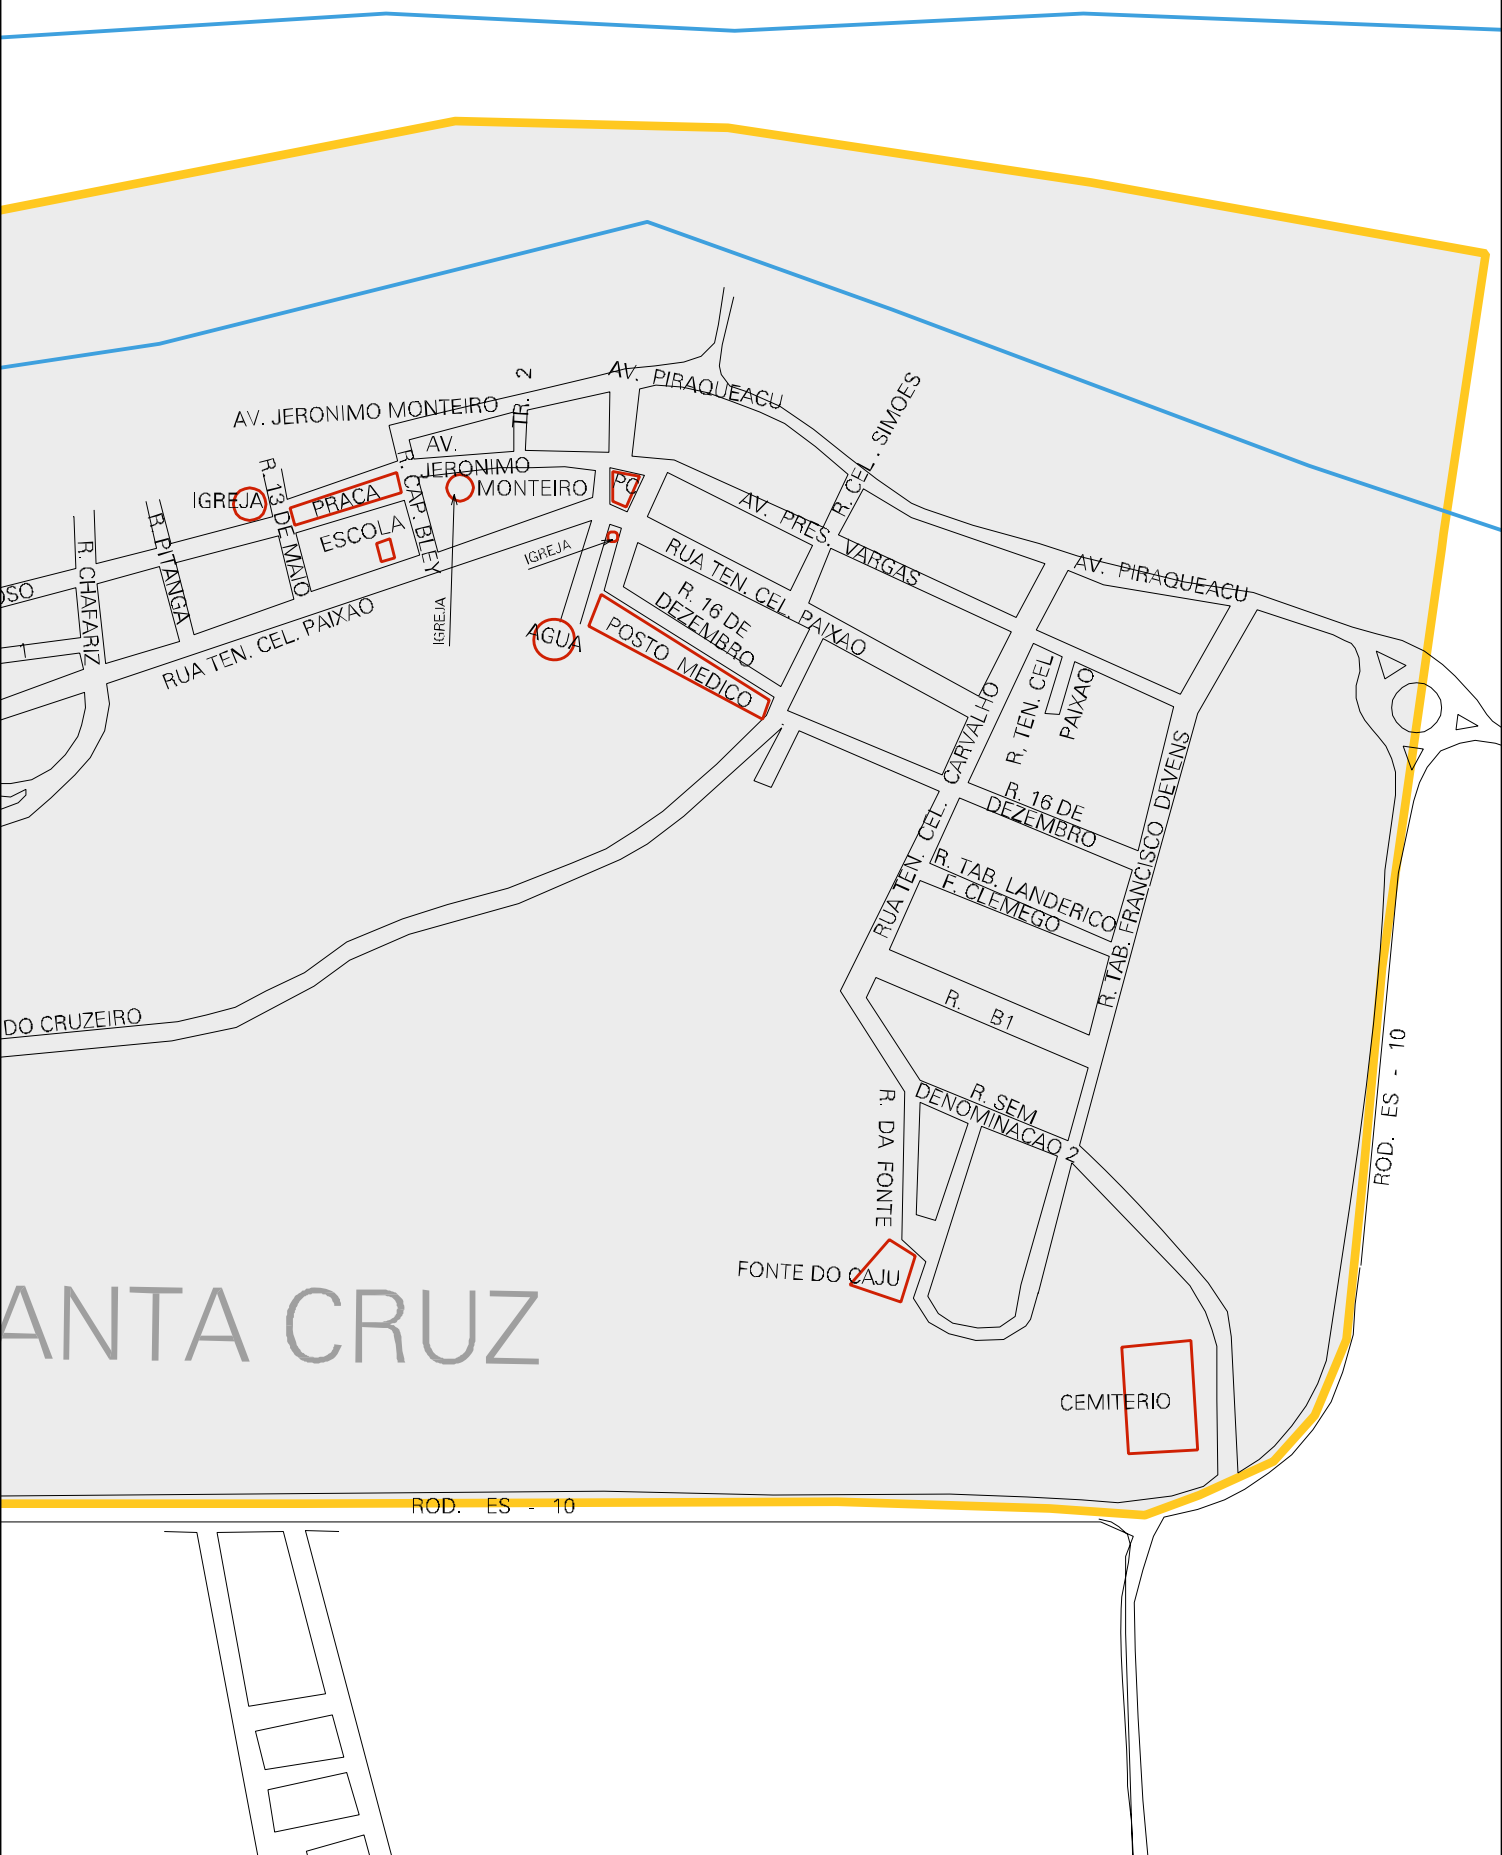 TR. 2
AV. PIRAQUEACU
R. CEL. SIMOES
AV. JERONIMO MONTEIRO
AV.
JERONIMO
MONTEIRO
R. 13 DE MAIO
R. CAP. BLEY
IGREJA
PRACA
ESCOLA
PC
AV. PRES. VARGAS
R. PITANGA
R. CHAFARIZ
OSO
1
IGREJA
IGREJA
RUA TEN. CEL. PAIXAO
RUA TEN. CEL. PAIXAO
R. 16 DE
DEZEMBRO
AV. PIRAQUEACU
AGUA
POSTO MEDICO
R. TEN. CEL
PAIXAO
RUA TEN. CEL. CARVALHO
R. TAB. FRANCISCO DEVENS
R. 16 DE
DEZEMBRO
R. TAB. LANDERICO
F. CLEMEGO
R. B1
DO CRUZEIRO
R. SEM
DENOMINACAO 2
R. DA FONTE
ROD. ES - 10
FONTE DO CAJU
ANTA CRUZ
CEMITERIO
ROD. ES - 10